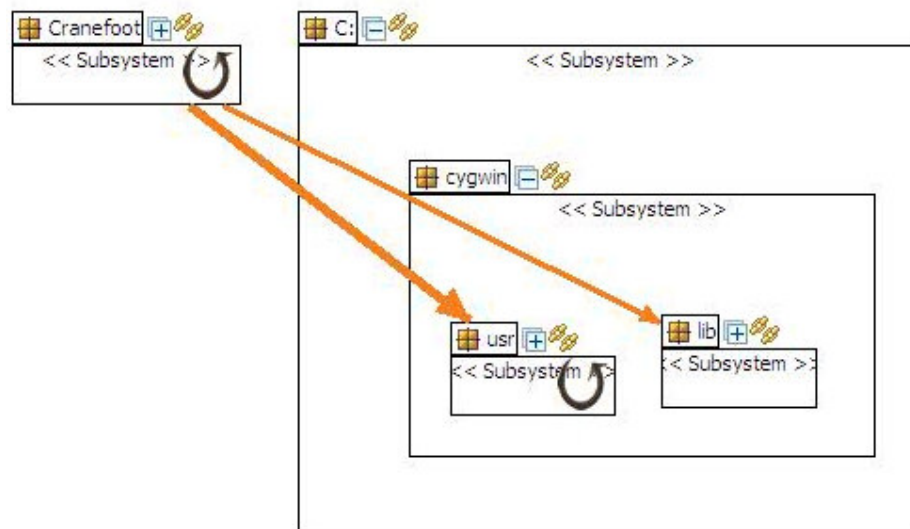 Cranefoot
<< Subsystem >>
C:
<< Subsystem >>
cygwin
<< Subsystem >>
usr
<< Subsystem >>
lib
<< Subsystem >>